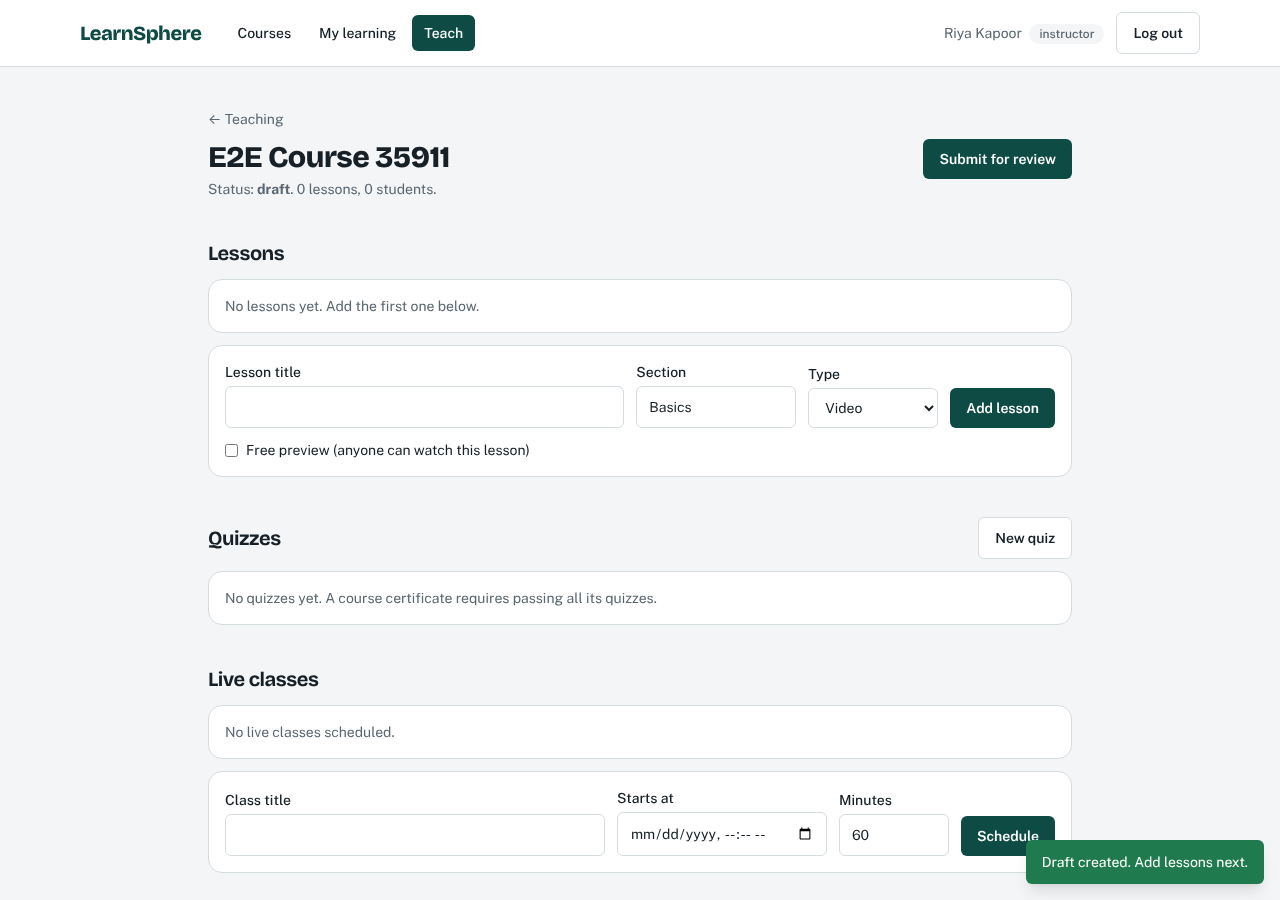 LearnSphere Courses My learning Teach Riya Kapoor instructor Log out
← Teaching
E2E Course 35911 Submit for review
Status: draft. 0 lessons, 0 students.
Lessons
No lessons yet. Add the first one below.
Lesson title Section Type
Basics Video Add lesson
Free preview (anyone can watch this lesson)
Quizzes New quiz
No quizzes yet. A course certificate requires passing all its quizzes.
Live classes
No live classes scheduled.
Class title Starts at Minutes
mm/dd/yyyy, --:-- -- 60 Schedule
Draft created. Add lessons next.